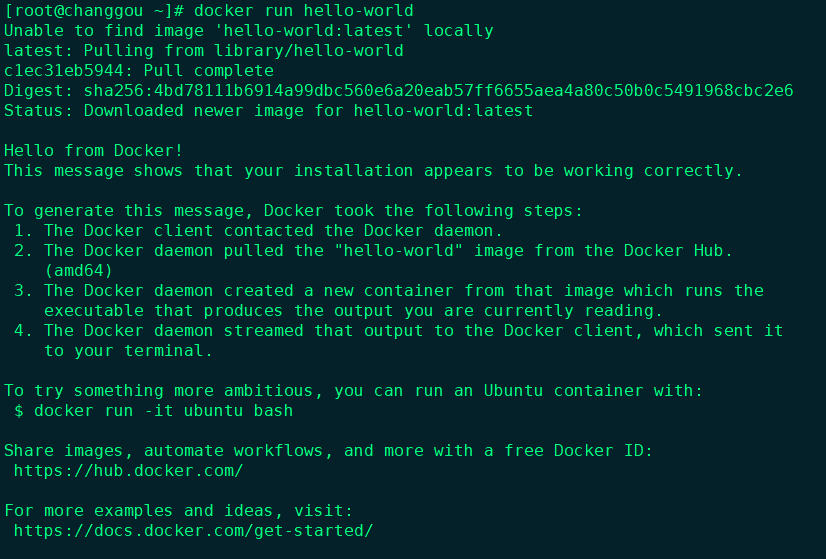 [root@changgou ~]# docker run hello-world
Unable to find image 'hello-world:latest' locally
latest: Pulling from library/hello-world
c1ec31eb5944: Pull complete
Digest: sha256:4bd78111b6914a99dbc560e6a20eab57ff6655aea4a80c50b0c5491968cbc2e6
Status: Downloaded newer image for hello-world:latest

Hello from Docker!
This message shows that your installation appears to be working correctly.

To generate this message, Docker took the following steps:
 1. The Docker client contacted the Docker daemon.
 2. The Docker daemon pulled the "hello-world" image from the Docker Hub.
    (amd64)
 3. The Docker daemon created a new container from that image which runs the
    executable that produces the output you are currently reading.
 4. The Docker daemon streamed that output to the Docker client, which sent it
    to your terminal.

To try something more ambitious, you can run an Ubuntu container with:
 $ docker run -it ubuntu bash

Share images, automate workflows, and more with a free Docker ID:
 https://hub.docker.com/

For more examples and ideas, visit:
 https://docs.docker.com/get-started/